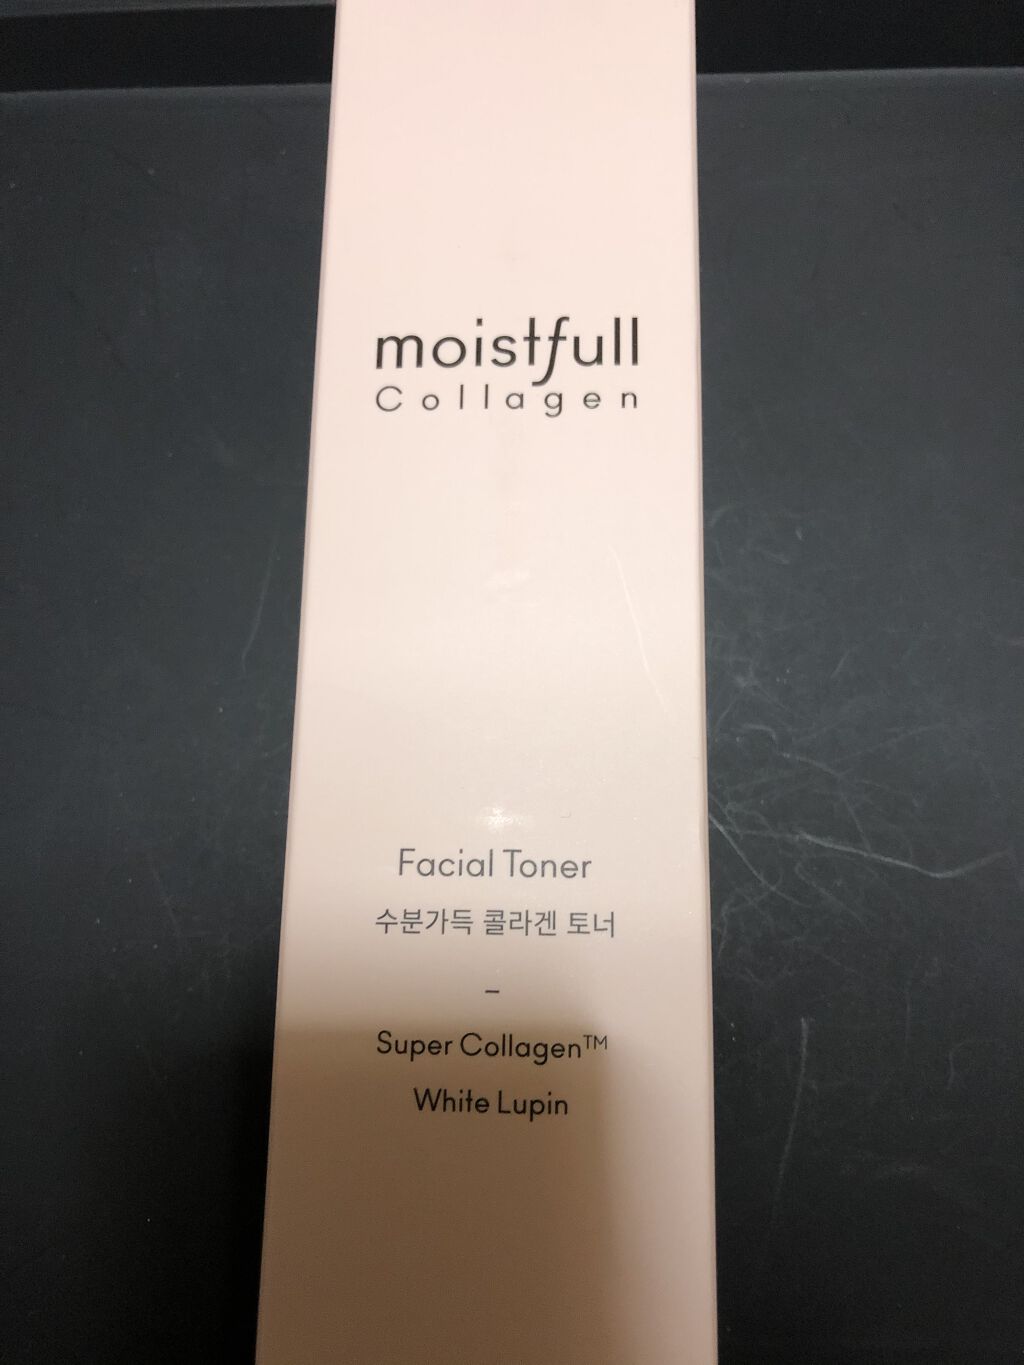 moistfull
Collagen
Facial Toner
수분가득 콜라겐 토너
–
Super Collagen™
White Lupin